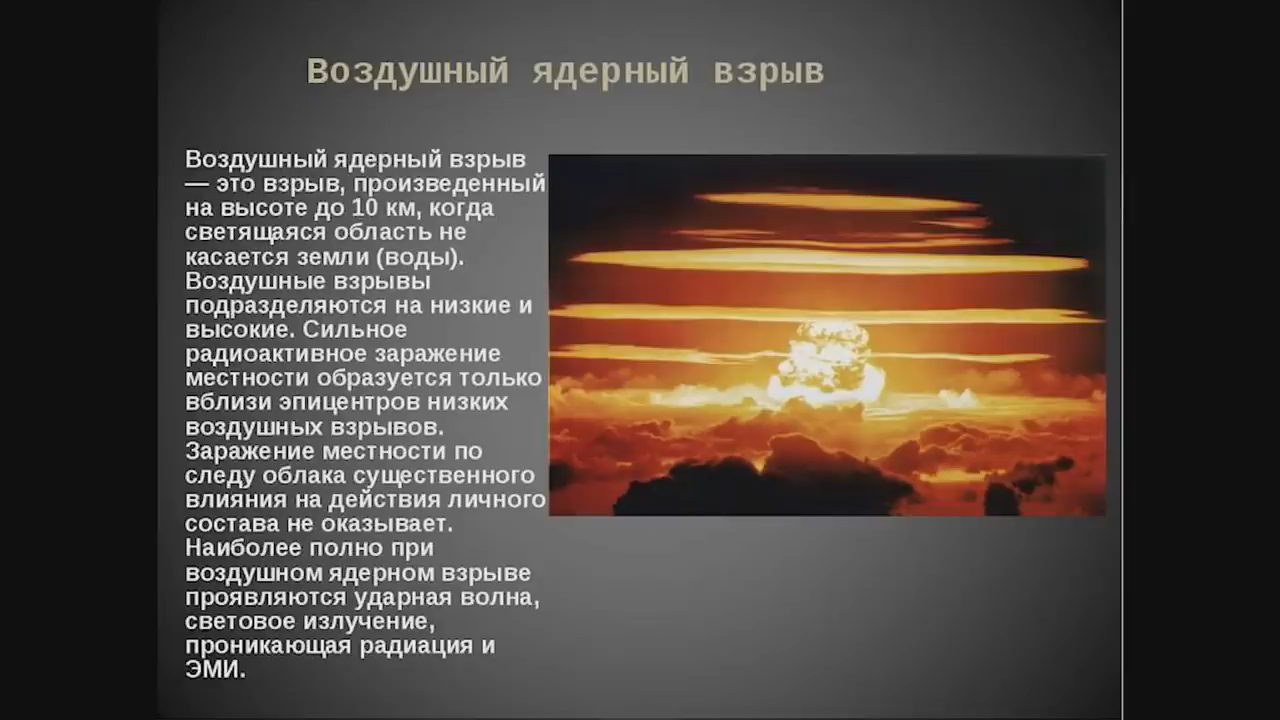 Воздушный ядерный взрыв
Воздушный ядерный взрыв
— это взрыв, произведенный
на высоте до 10 км, когда
светящаяся область не
касается земли (воды).
Воздушные взрывы
подразделяются на низкие и
высокие. Сильное
радиоактивное заражение
местности образуется только
вблизи эпицентров низких
воздушных взрывов.
Заражение местности по
следу облака существенного
влияния на действия личного
состава не оказывает.
Наиболее полно при
воздушном ядерном взрыве
проявляются ударная волна,
световое излучение,
проникающая радиация и
ЭМИ.